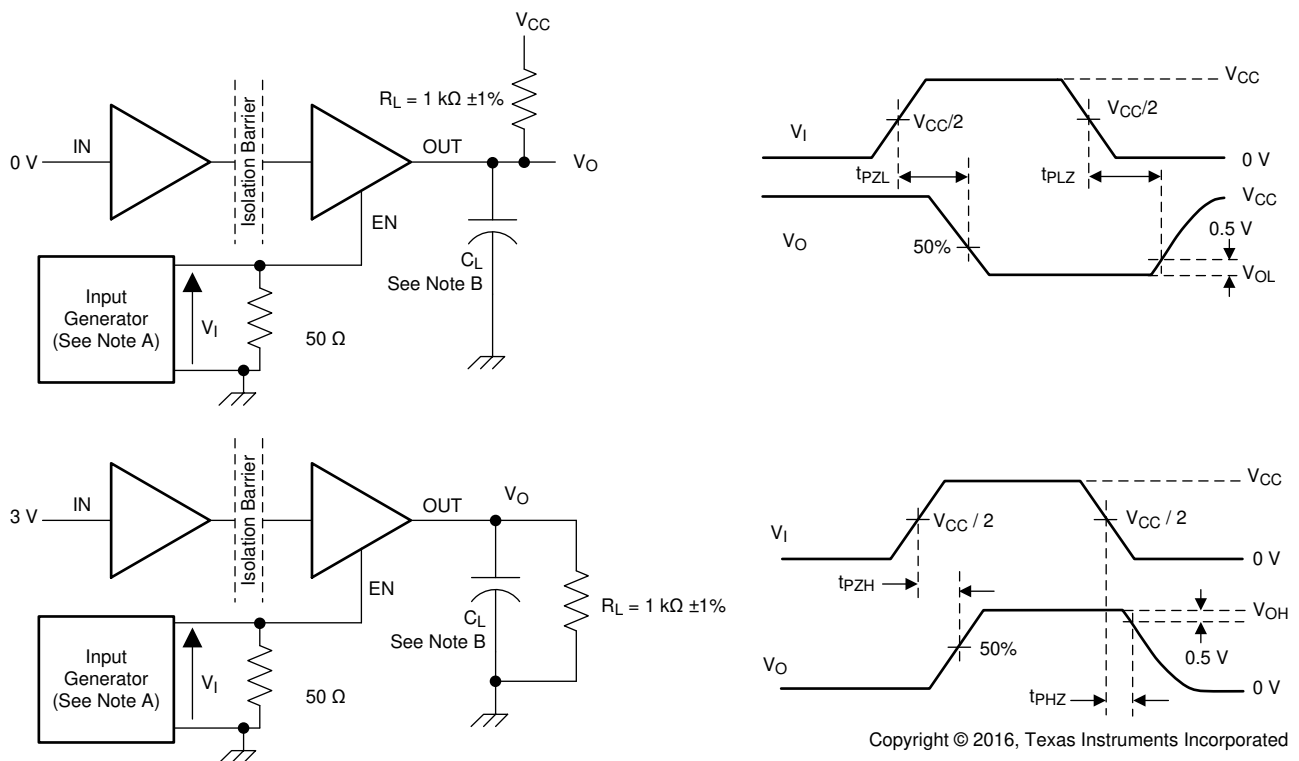 VCC
RL = 1 kΩ ±1%
Isolation Barrier
0 V
IN
OUT
VO
EN
CL
See Note B
Input
Generator
(See Note A)
VI
50 Ω
VCC
VI
VCC/2
VCC/2
0 V
tPZL
tPLZ
VCC
VO
50%
0.5 V
VOL
Isolation Barrier
3 V
IN
OUT
VO
EN
CL
See Note B
RL = 1 kΩ ±1%
Input
Generator
(See Note A)
VI
50 Ω
VCC
VI
VCC / 2
VCC / 2
0 V
tPZH
VOH
VO
50%
0.5 V
tPHZ
0 V
Copyright © 2016, Texas Instruments Incorporated